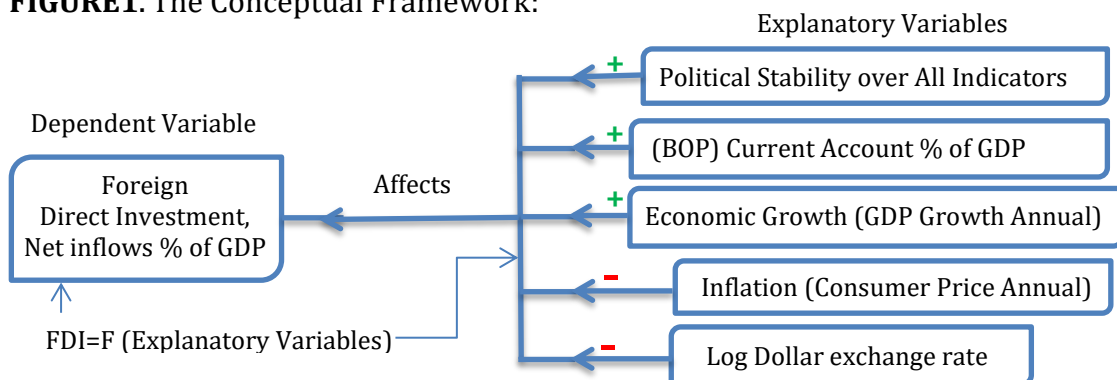 FIGURE1. The Conceptual Framework:
Explanatory Variables
+
Political Stability over All Indicators
Dependent Variable
+
(BOP) Current Account % of GDP
Foreign
Direct Investment,
Net inflows % of GDP
Affects
+
Economic Growth (GDP Growth Annual)
-
Inflation (Consumer Price Annual)
FDI=F (Explanatory Variables)
-
Log Dollar exchange rate